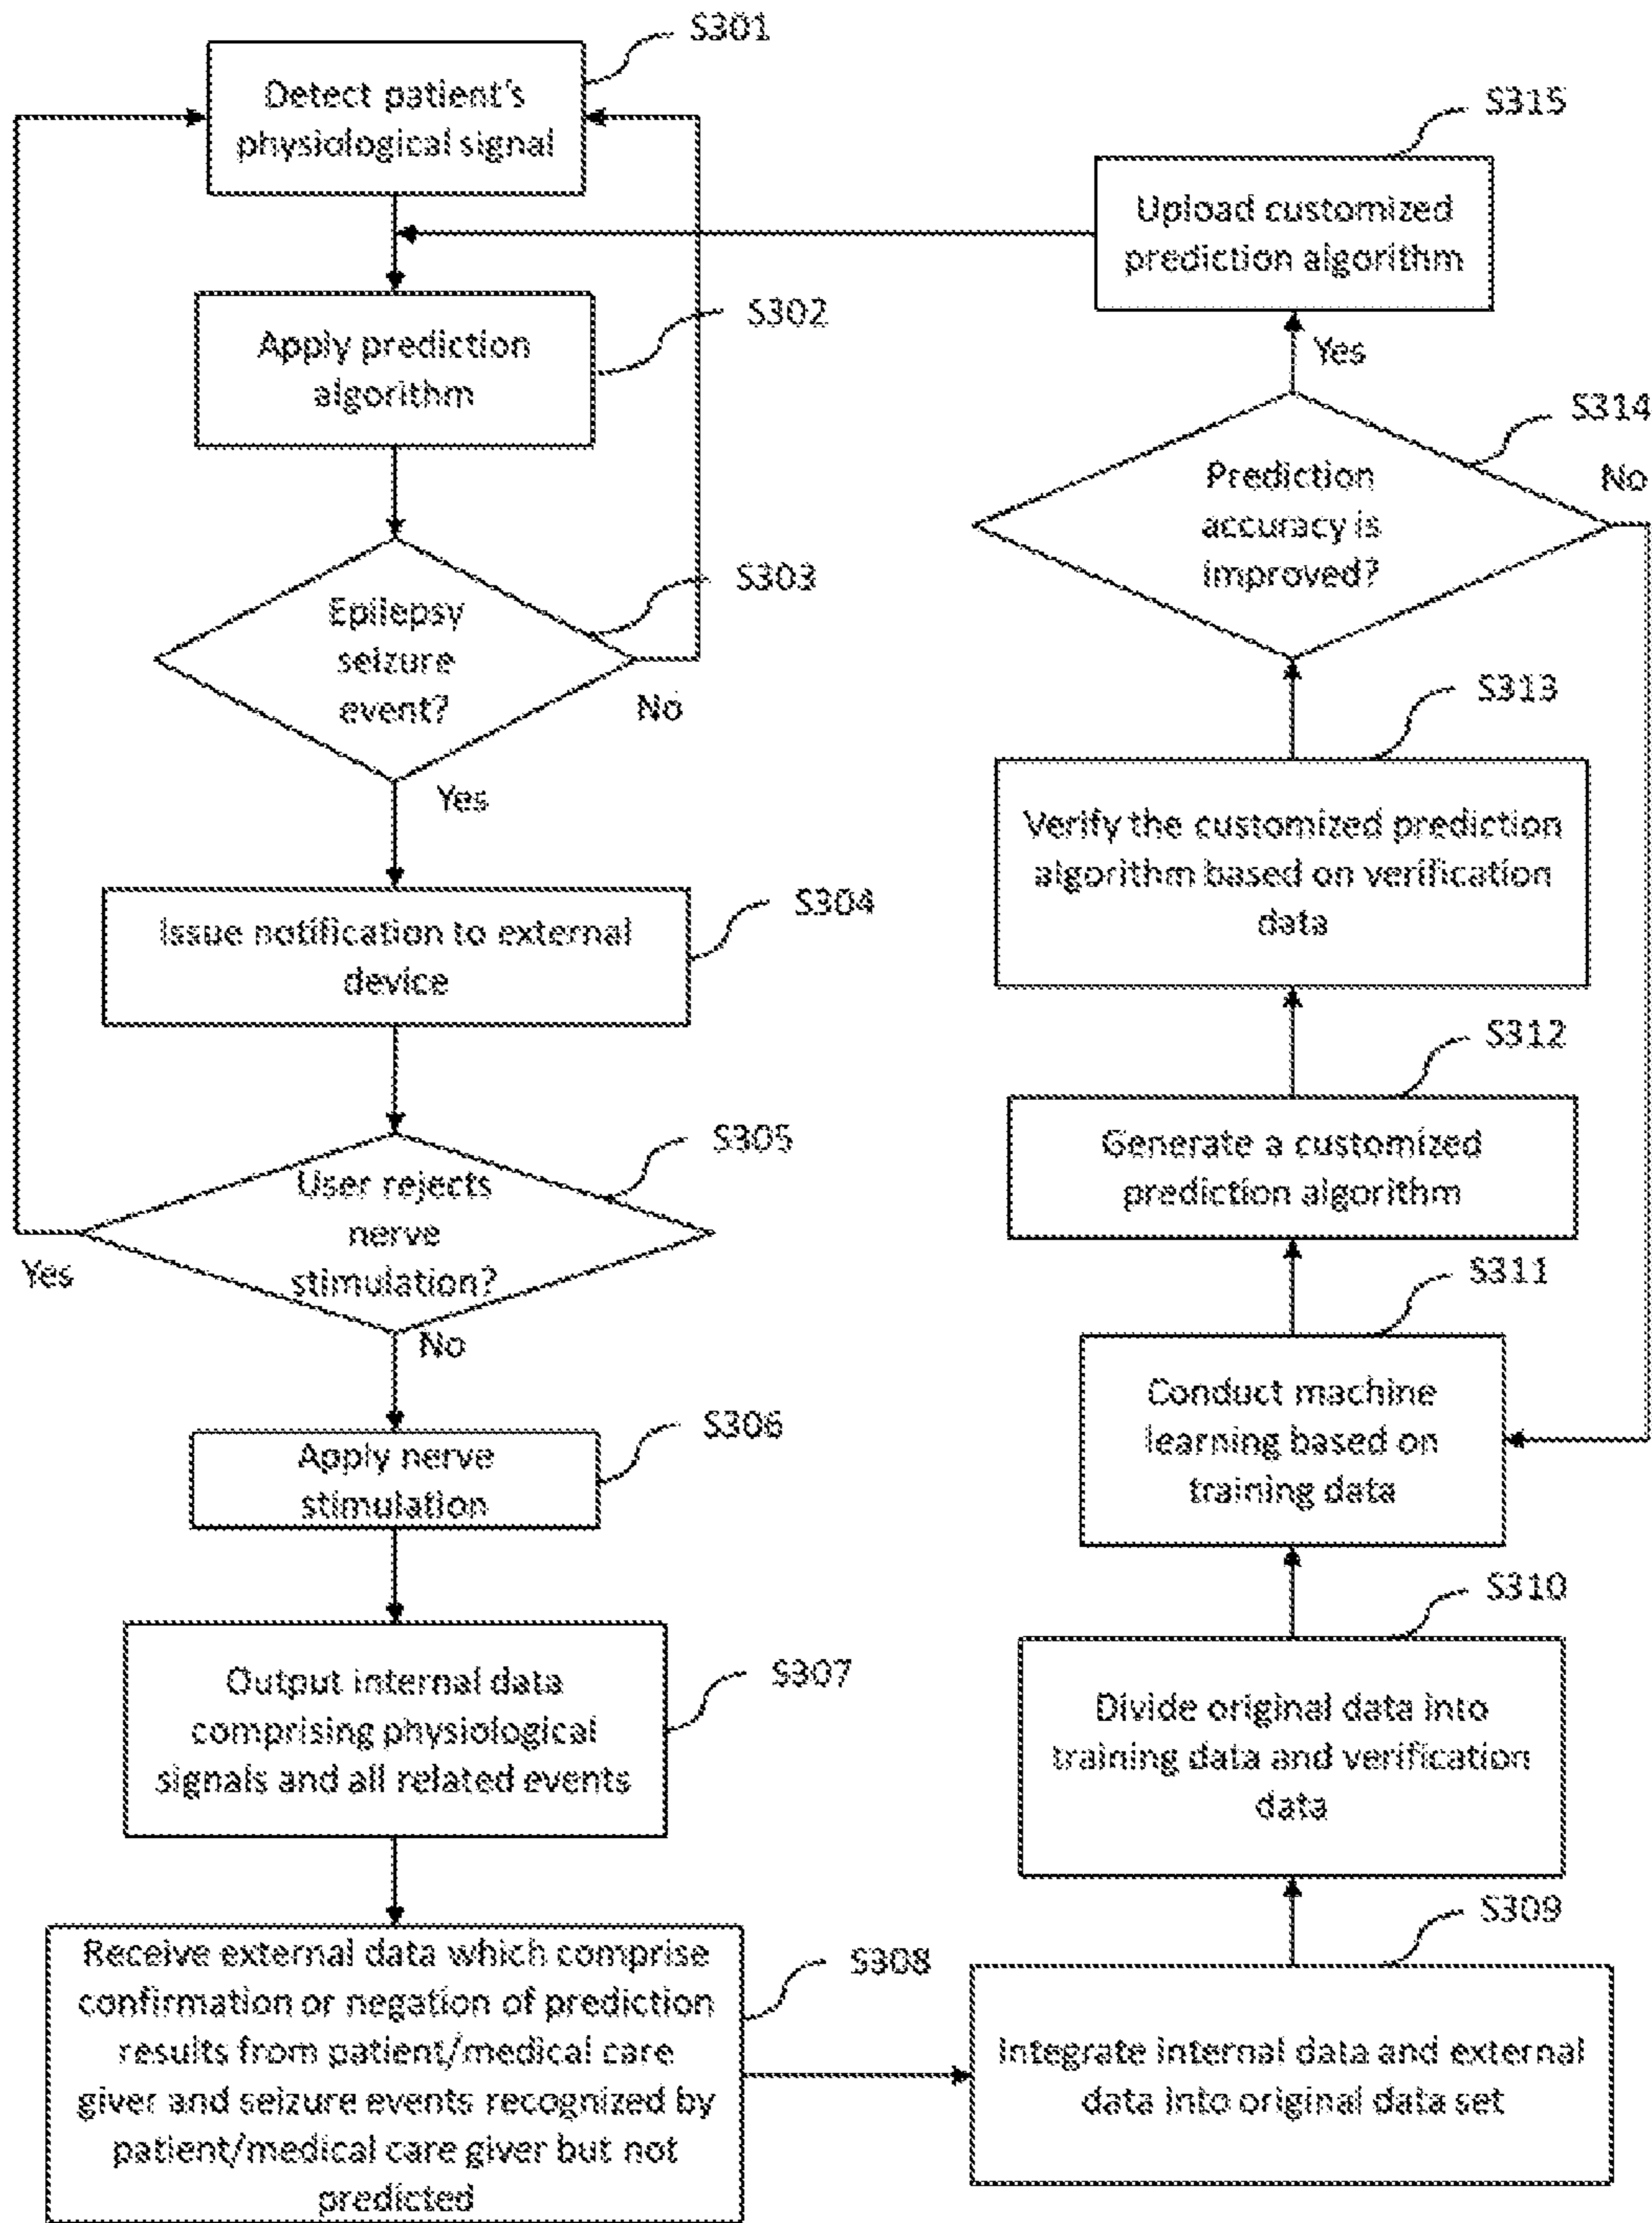 S301
Detect patient's
physiological signal
S302
Apply prediction
algorithm
S303
Epilepsy
seizure
event?
No
Yes
S304
Issue notification to external
device
S305
User rejects
nerve
stimulation?
Yes
No
S306
Apply nerve
stimulation
S307
Output internal data
comprising physiological
signals and all related events
S308
Receive external data which comprise
confirmation or negation of prediction
results from patient/medical care
giver and seizure events recognized by
patient/medical care giver but not
predicted
S309
Integrate internal data and external
data into original data set
S310
Divide original data into
training data and verification
data
S311
Conduct machine
learning based on
training data
S312
Generate a customized
prediction algorithm
S313
Verify the customized prediction
algorithm based on verification
data
S314
Prediction
accuracy is
improved?
No
Yes
S315
Upload customized
prediction algorithm